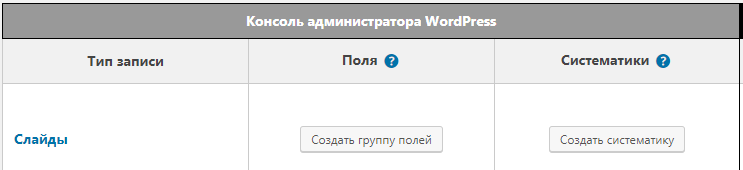 Консоль администратора WordPress
Тип записи Поля ? Систематики ?
Слайды Создать группу полей Создать систематику